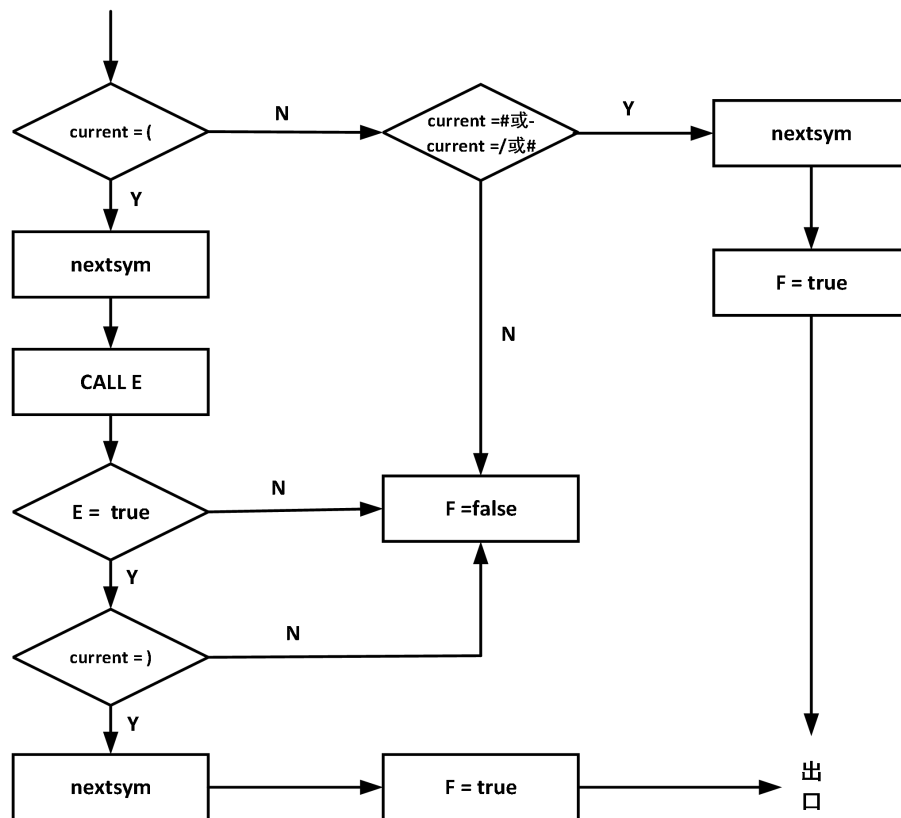 current = (
N
current =#或-
current =/或#
Y
nextsym
Y
nextsym
F = true
N
CALL E
E = true
N
F =false
Y
current = )
N
Y
nextsym
F = true
出
口